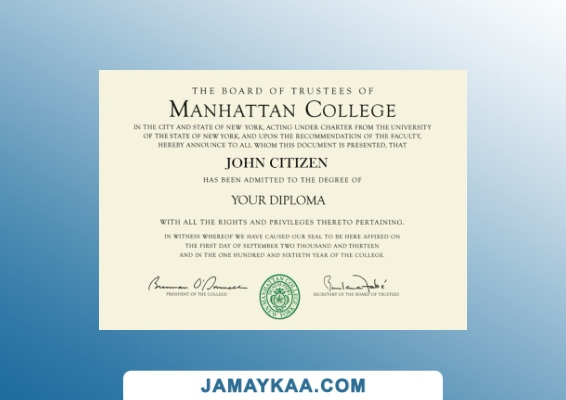 THE BOARD OF TRUSTEES OF
MANHATTAN COLLEGE
IN THE CITY AND STATE OF NEW YORK, ACTING UNDER CHARTER FROM THE UNIVERSITY
OF THE STATE OF NEW YORK, AND UPON THE RECOMMENDATION OF THE FACULTY,
HEREBY ANNOUNCE TO ALL WHOM THIS DOCUMENT IS PRESENTED, THAT
JOHN CITIZEN
HAS BEEN ADMITTED TO THE DEGREE OF
YOUR DIPLOMA
WITH ALL THE RIGHTS AND PRIVILEGES THERETO PERTAINING.
IN WITNESS WHEREOF WE HAVE CAUSED OUR SEAL TO BE HERE AFFIXED ON
THE FIRST DAY OF SEPTEMBER TWO THOUSAND AND THIRTEEN
AND IN THE ONE HUNDRED AND SIXTIETH YEAR OF THE COLLEGE.
PRESIDENT OF THE COLLEGE
MANHATTAN COLLEGE
NEW YORK
SECRETARY OF THE BOARD OF TRUSTEES
JAMAYKAA.COM